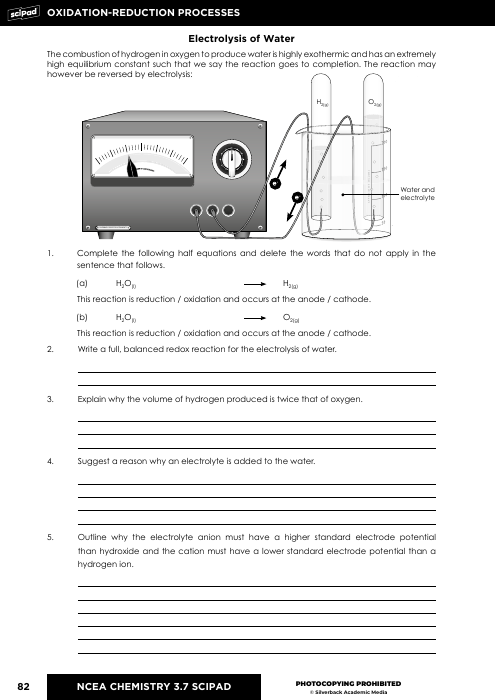 scipad
OXIDATION-REDUCTION PROCESSES
Electrolysis of Water
The combustion of hydrogen in oxygen to produce water is highly exothermic and has an extremely
high equilibrium constant such that we say the reaction goes to completion. The reaction may
however be reversed by electrolysis:
H2(g)
O2(g)
Water and
electrolyte
1. Complete the following half equations and delete the words that do not apply in the
sentence that follows.
(a) H2O(l) → H2(g)
This reaction is reduction / oxidation and occurs at the anode / cathode.
(b) H2O(l) → O2(g)
This reaction is reduction / oxidation and occurs at the anode / cathode.
2. Write a full, balanced redox reaction for the electrolysis of water.
3. Explain why the volume of hydrogen produced is twice that of oxygen.
4. Suggest a reason why an electrolyte is added to the water.
5. Outline why the electrolyte anion must have a higher standard electrode potential
than hydroxide and the cation must have a lower standard electrode potential than a
hydrogen ion.
82
NCEA CHEMISTRY 3.7 SCIPAD
PHOTOCOPYING PROHIBITED
© Silverback Academic Media